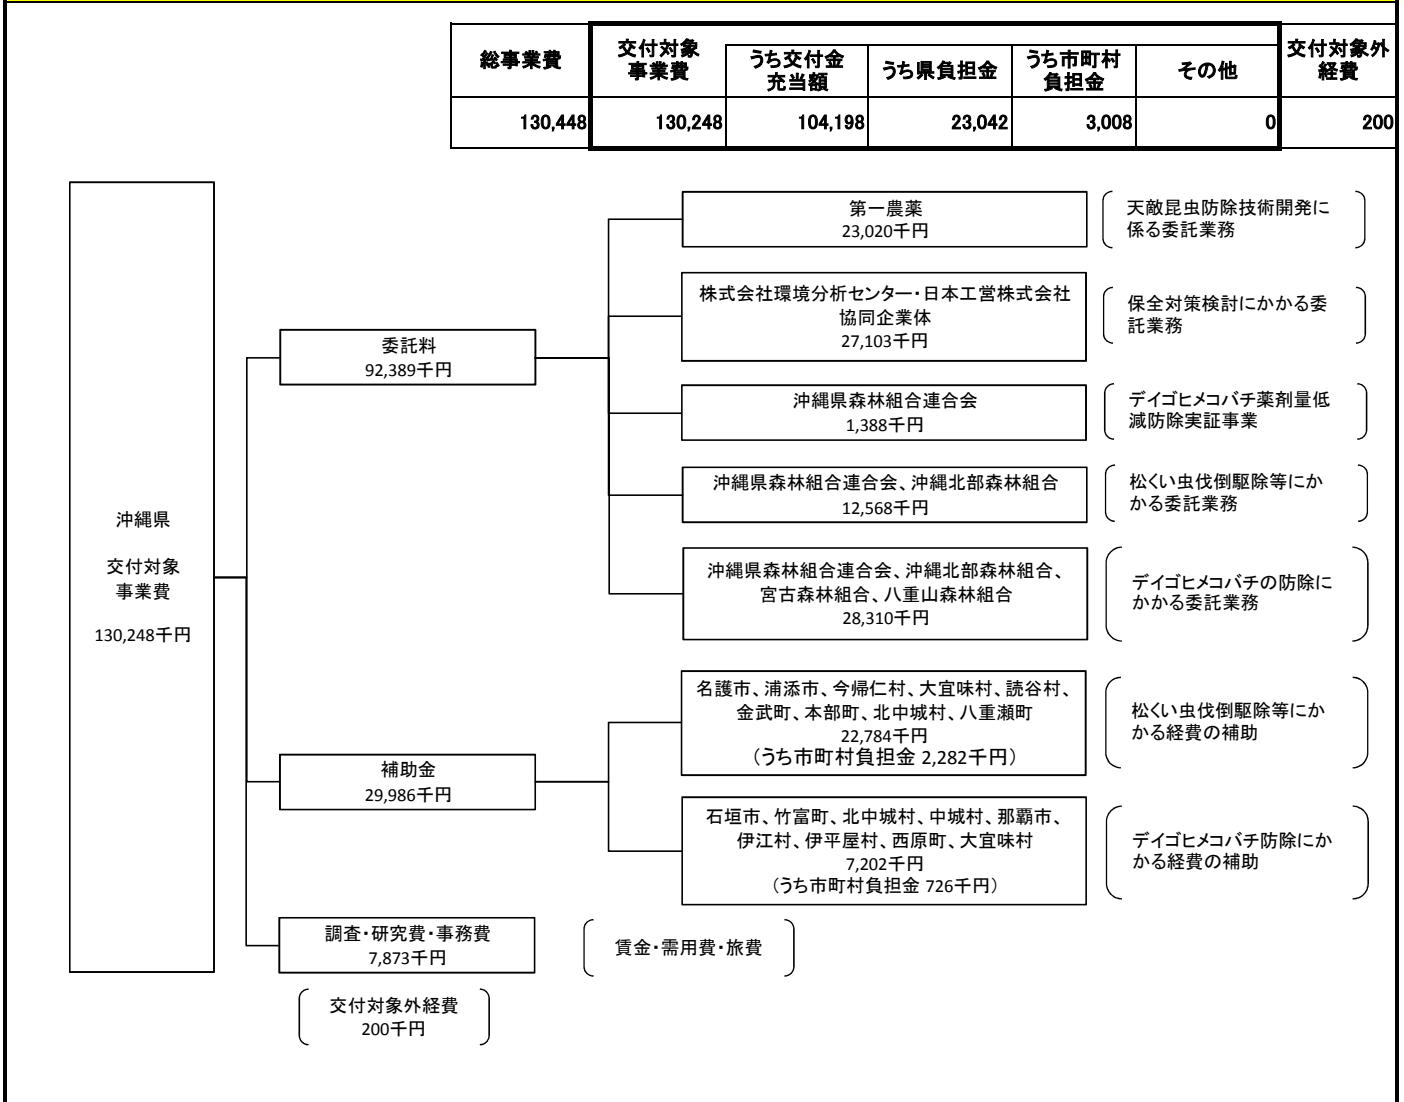 総事業費
交付対象
事業費
うち交付金
充当額
うち県負担金
うち市町村
負担金
その他
交付対象外
経費
130,448
130,248
104,198
23,042
3,008
0
200
沖縄県
交付対象
事業費
130,248千円
委託料
92,389千円
第一農薬
23,020千円
天敵昆虫防除技術開発に
係る委託業務
株式会社環境分析センター・日本工営株式会社
協同企業体
27,103千円
保全対策検討にかかる委
託業務
沖縄県森林組合連合会
1,388千円
デイゴヒメコバチ薬剤量低
減防除実証事業
沖縄県森林組合連合会、沖縄北部森林組合
12,568千円
松くい虫伐倒駆除等にか
かる委託業務
沖縄県森林組合連合会、沖縄北部森林組合、
宮古森林組合、八重山森林組合
28,310千円
デイゴヒメコバチの防除に
かかる委託業務
補助金
29,986千円
名護市、浦添市、今帰仁村、大宜味村、読谷村、
金武町、本部町、北中城村、八重瀬町
22,784千円
（うち市町村負担金 2,282千円）
松くい虫伐倒駆除等にか
かる経費の補助
石垣市、竹富町、北中城村、中城村、那覇市、
伊江村、伊平屋村、西原町、大宜味村
7,202千円
（うち市町村負担金 726千円）
デイゴヒメコバチ防除にか
かる経費の補助
調査・研究費・事務費
7,873千円
賃金・需用費・旅費
交付対象外経費
200千円